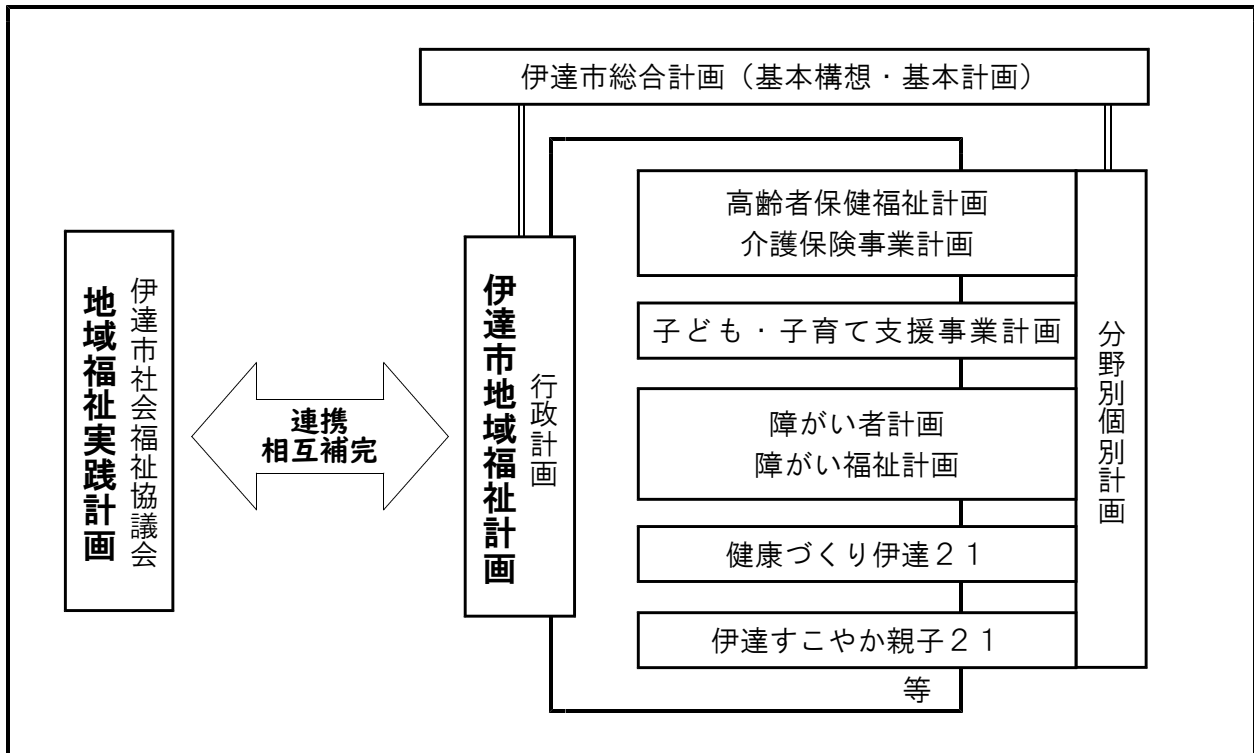 伊達市総合計画（基本構想・基本計画）
伊達市社会福祉協議会
地域福祉実践計画
連携
相互補完
行政計画
伊達市地域福祉計画
高齢者保健福祉計画
介護保険事業計画
子ども・子育て支援事業計画
障がい者計画
障がい福祉計画
健康づくり伊達２１
伊達すこやか親子２１
等
分野別個別計画